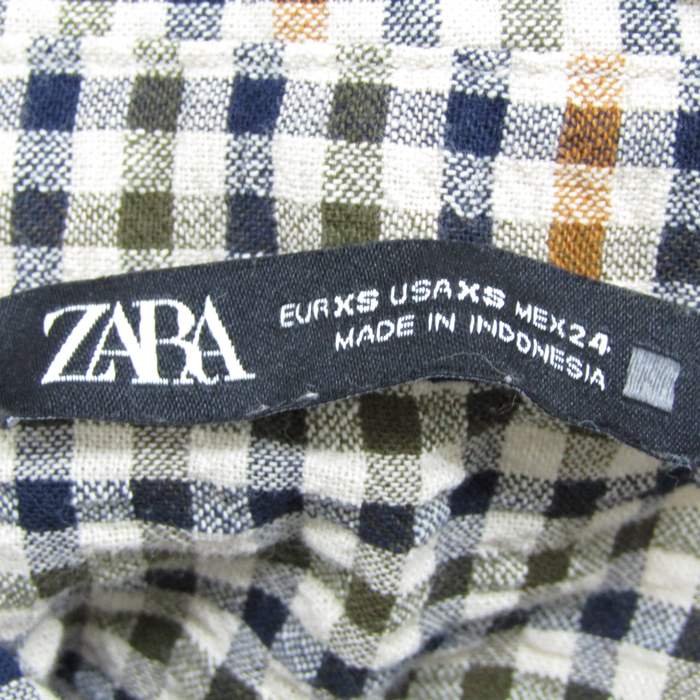 ZARA
EUR XS USA XS MEX 24
MADE IN INDONESIA